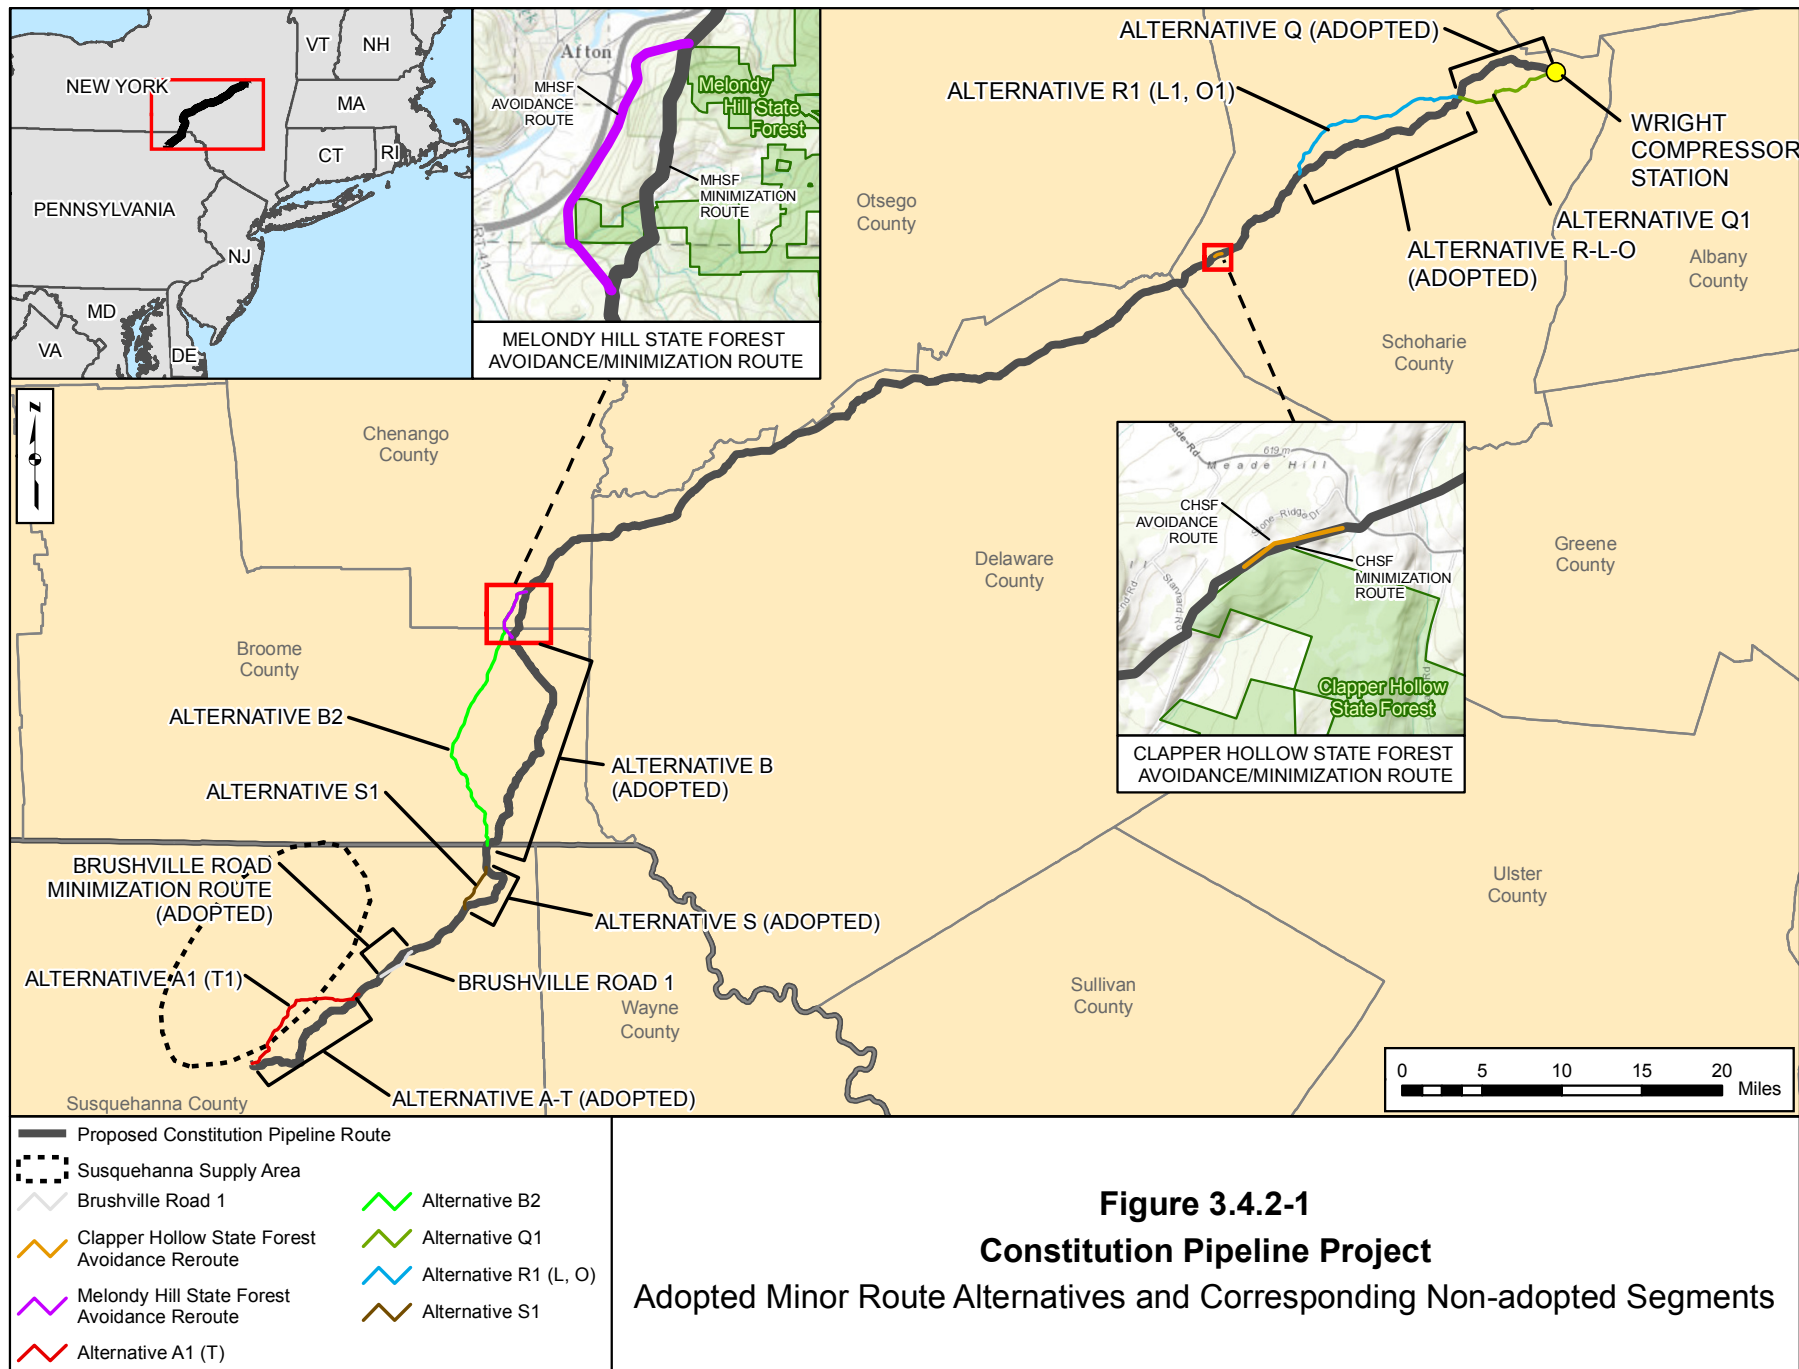 VT
NH
NEW YORK
MA
CT
RI
PENNSYLVANIA
NJ
MD
VA
DE
Afton
MHSF
AVOIDANCE
ROUTE
Melondy
Hill State
Forest
MHSF
MINIMIZATION
ROUTE
MELONDY HILL STATE FOREST
AVOIDANCE/MINIMIZATION ROUTE
ALTERNATIVE Q (ADOPTED)
ALTERNATIVE R1 (L1, O1)
WRIGHT
COMPRESSOR
STATION
ALTERNATIVE Q1
ALTERNATIVE R-L-O
(ADOPTED)
Otsego
County
Albany
County
Schoharie
County
N
Chenango
County
Delaware
County
Greene
County
Meade Hill
619 m
CHSF
AVOIDANCE
ROUTE
CHSF
MINIMIZATION
ROUTE
Stannard Rd
Clapper Hollow
State Forest
CLAPPER HOLLOW STATE FOREST
AVOIDANCE/MINIMIZATION ROUTE
Broome
County
ALTERNATIVE B2
ALTERNATIVE B
(ADOPTED)
ALTERNATIVE S1
BRUSHVILLE ROAD
MINIMIZATION ROUTE
(ADOPTED)
ALTERNATIVE S (ADOPTED)
ALTERNATIVE A1 (T1)
BRUSHVILLE ROAD 1
Wayne
County
Sullivan
County
Ulster
County
Susquehanna County
ALTERNATIVE A-T (ADOPTED)
0 5 10 15 20
Miles
Proposed Constitution Pipeline Route
Susquehanna Supply Area
Brushville Road 1
Clapper Hollow State Forest
Avoidance Reroute
Melondy Hill State Forest
Avoidance Reroute
Alternative A1 (T)
Alternative B2
Alternative Q1
Alternative R1 (L, O)
Alternative S1
Figure 3.4.2-1
Constitution Pipeline Project
Adopted Minor Route Alternatives and Corresponding Non-adopted Segments